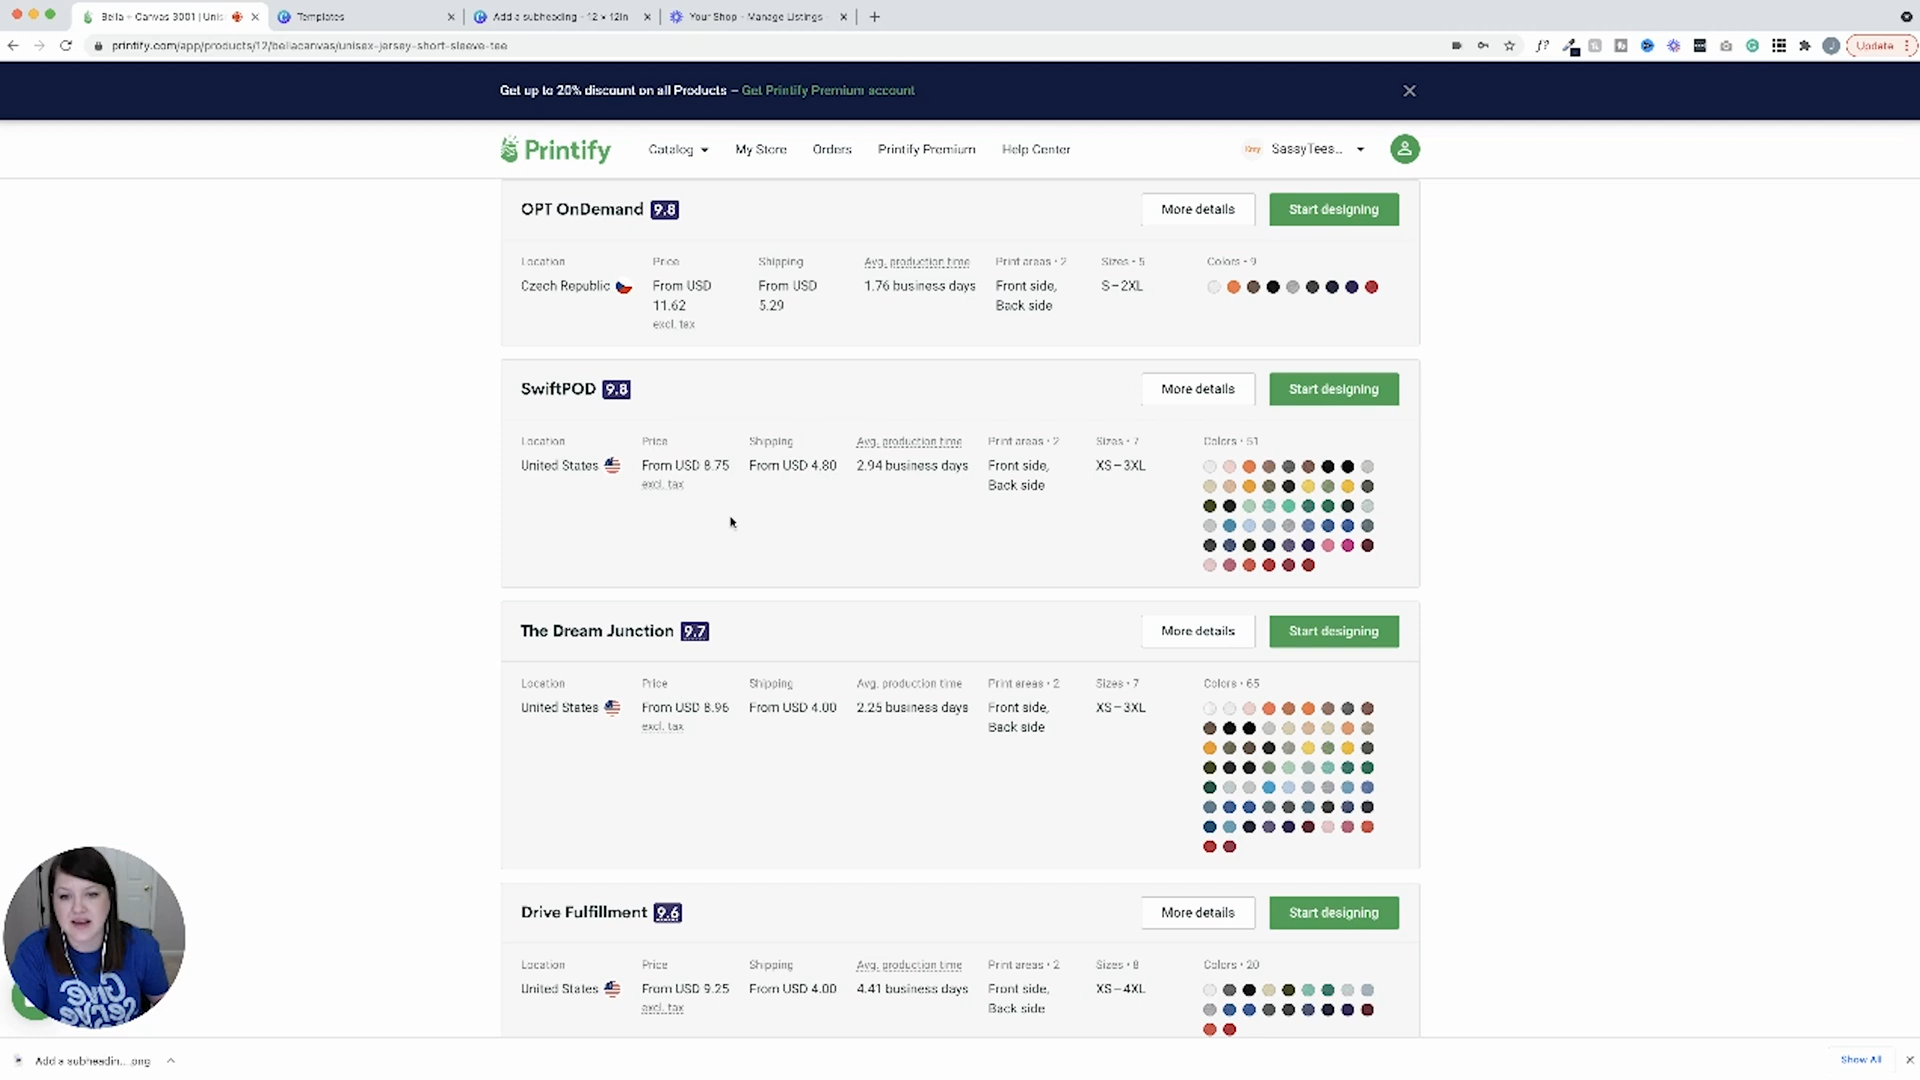 Bella + Canvas 3001 | Unis
Templates
Add a subheading - 12 × 12in
Your Shop - Manage Listings -
printify.com/app/products/12/bellacanvas/unisex-jersey-short-sleeve-tee
f?
J
Update
Get up to 20% discount on all Products – Get Printify Premium account
Printify
Catalog
My Store
Orders
Printify Premium
Help Center
Etsy
SassyTees...
OPT OnDemand 9.8
More details
Start designing
Location
Price
Shipping
Avg. production time
Print areas • 2
Sizes • 5
Colors • 9
Czech Republic
From USD
11.62
excl. tax
From USD
5.29
1.76 business days
Front side,
Back side
S–2XL
SwiftPOD 9.8
More details
Start designing
Location
Price
Shipping
Avg. production time
Print areas • 2
Sizes • 7
Colors • 51
United States
From USD 8.75
excl. tax
From USD 4.80
2.94 business days
Front side,
Back side
XS–3XL
The Dream Junction 9.7
More details
Start designing
Location
Price
Shipping
Avg. production time
Print areas • 2
Sizes • 7
Colors • 65
United States
From USD 8.96
excl. tax
From USD 4.00
2.25 business days
Front side,
Back side
XS–3XL
Drive Fulfillment 9.6
More details
Start designing
Location
Price
Shipping
Avg. production time
Print areas • 2
Sizes • 8
Colors • 20
United States
From USD 9.25
excl. tax
From USD 4.00
4.41 business days
Front side,
Back side
XS–4XL
Give
Serve
Add a subheadin....png
Show All